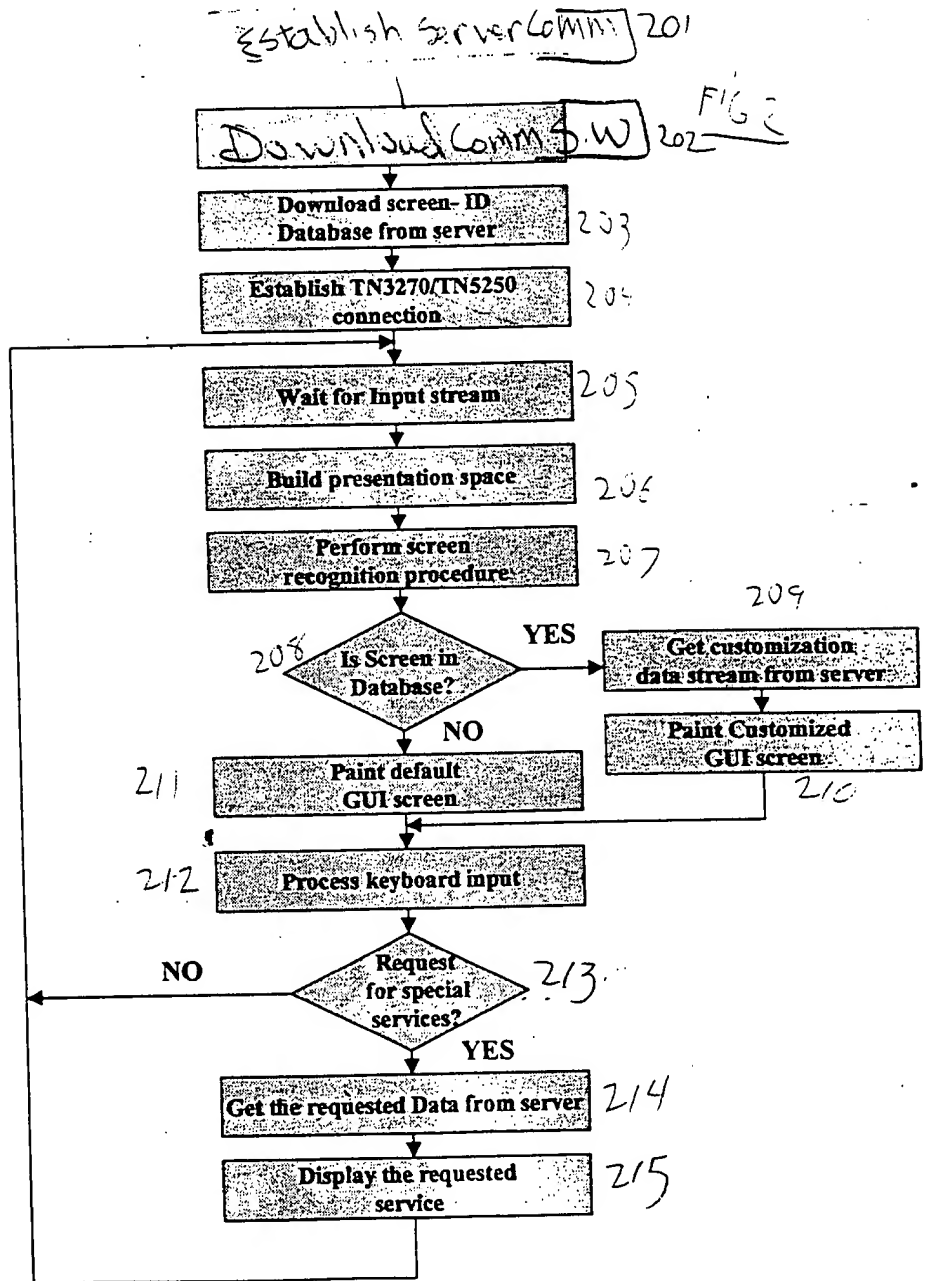 Establish Server Comm 201
Download Comm S.W 202
FIG 2
Download screen- ID
Database from server
203
Establish TN3270/TN5250
connection
204
Wait for Input stream
205
Build presentation space
206
Perform screen
recognition procedure
207
208
Is Screen in
Database?
YES
209
Get customization
data stream from server
NO
Paint Customized
GUI screen
210
211
Paint default
GUI screen
212
Process keyboard input
NO
Request
for special
services?
213
YES
Get the requested Data from server
214
Display the requested
service
215